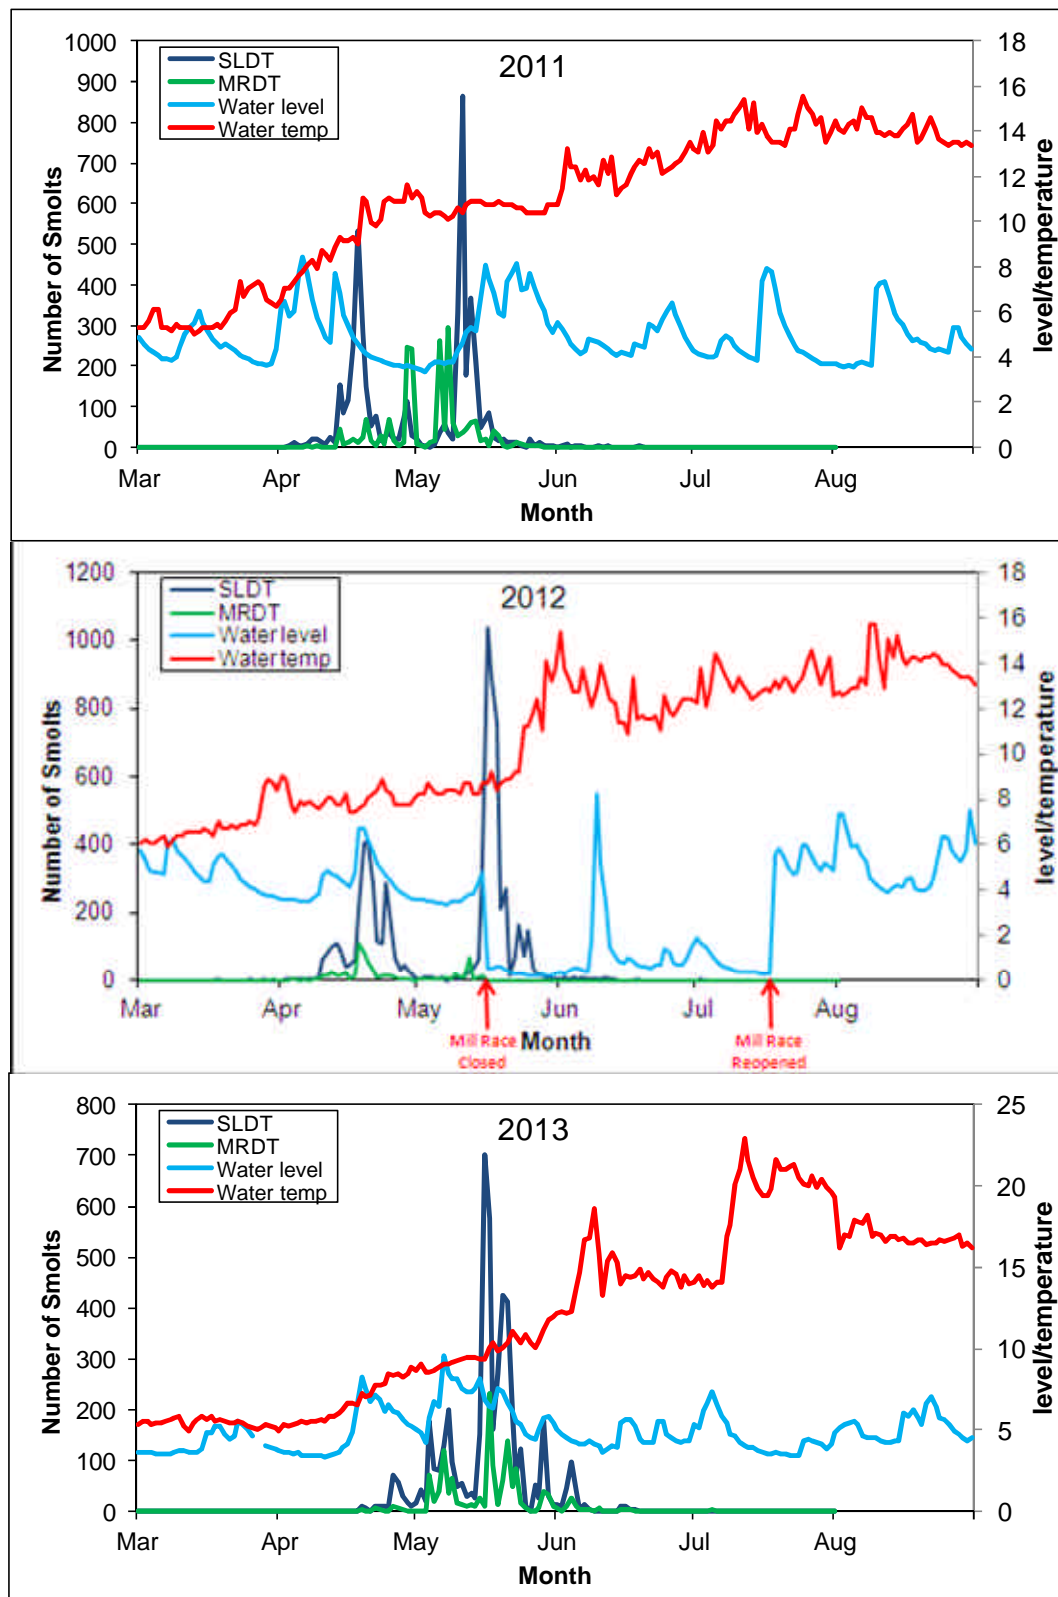 2011
SLDT
MRDT
Water level
Water temp
1000
900
800
700
600
500
400
300
200
100
0
18
16
14
12
10
8
6
4
2
0
Number of Smolts
level/temperature
Mar Apr May Jun Jul Aug
Month
2012
SLDT
MRDT
Water level
Water temp
1200
1000
800
600
400
200
0
18
16
14
12
10
8
6
4
2
0
Number of Smolts
level/temperature
Mar Apr May Jun Jul Aug
Month
Mill Race
Closed
Mill Race
Reopened
2013
SLDT
MRDT
Water level
Water temp
800
700
600
500
400
300
200
100
0
25
20
15
10
5
0
Number of Smolts
level/temperature
Mar Apr May Jun Jul Aug
Month